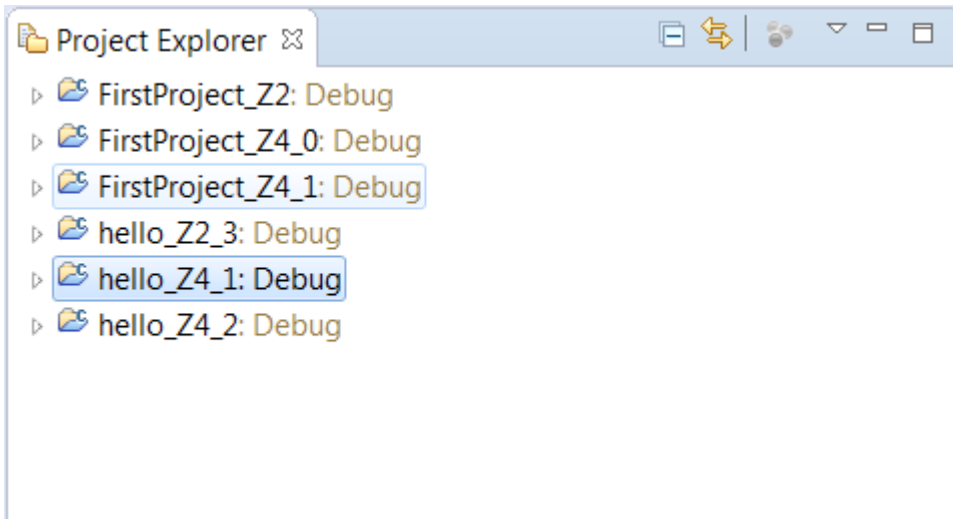 Project Explorer
FirstProject_Z2: Debug
FirstProject_Z4_0: Debug
FirstProject_Z4_1: Debug
hello_Z2_3: Debug
hello_Z4_1: Debug
hello_Z4_2: Debug